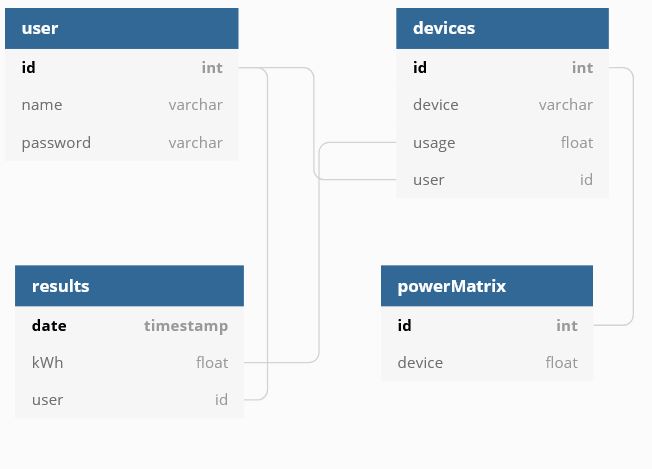 user
id int
name varchar
password varchar
devices
id int
device varchar
usage float
user id
results
date timestamp
kWh float
user id
powerMatrix
id int
device float